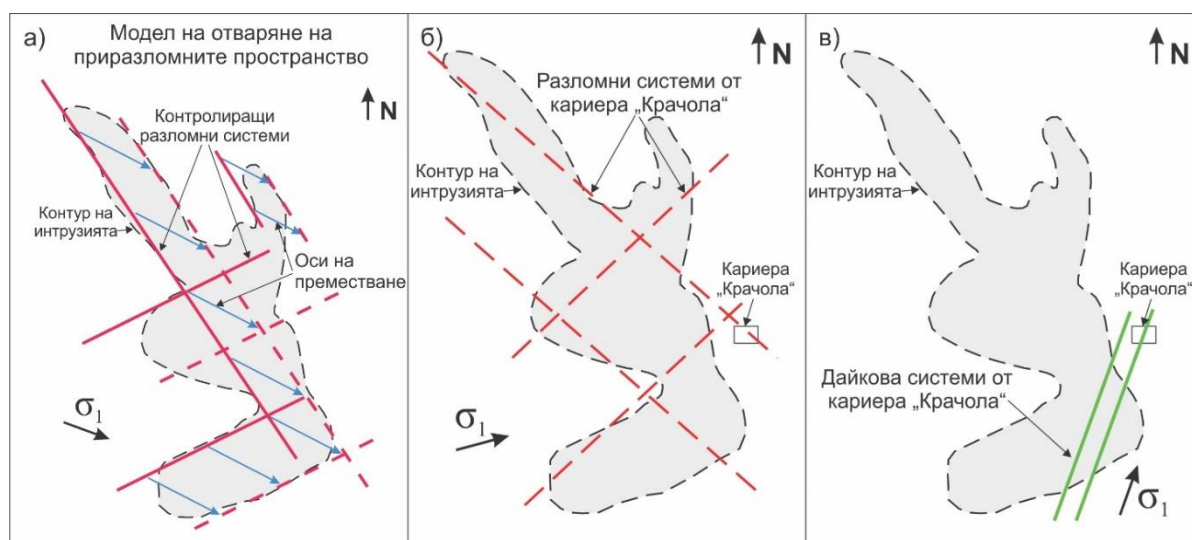 а)
Модел на отваряне на
приразломните пространство
N
Контролиращи
разломни системи
Контур на
интрузията
Оси на
преместване
σ1
б)
N
Разломни системи от
кариера „Крачола“
Контур на
интрузията
Кариера
„Крачола“
σ1
в)
N
Контур на
интрузията
Кариера
„Крачола“
Дайкова системи от
кариера „Крачола“
σ1